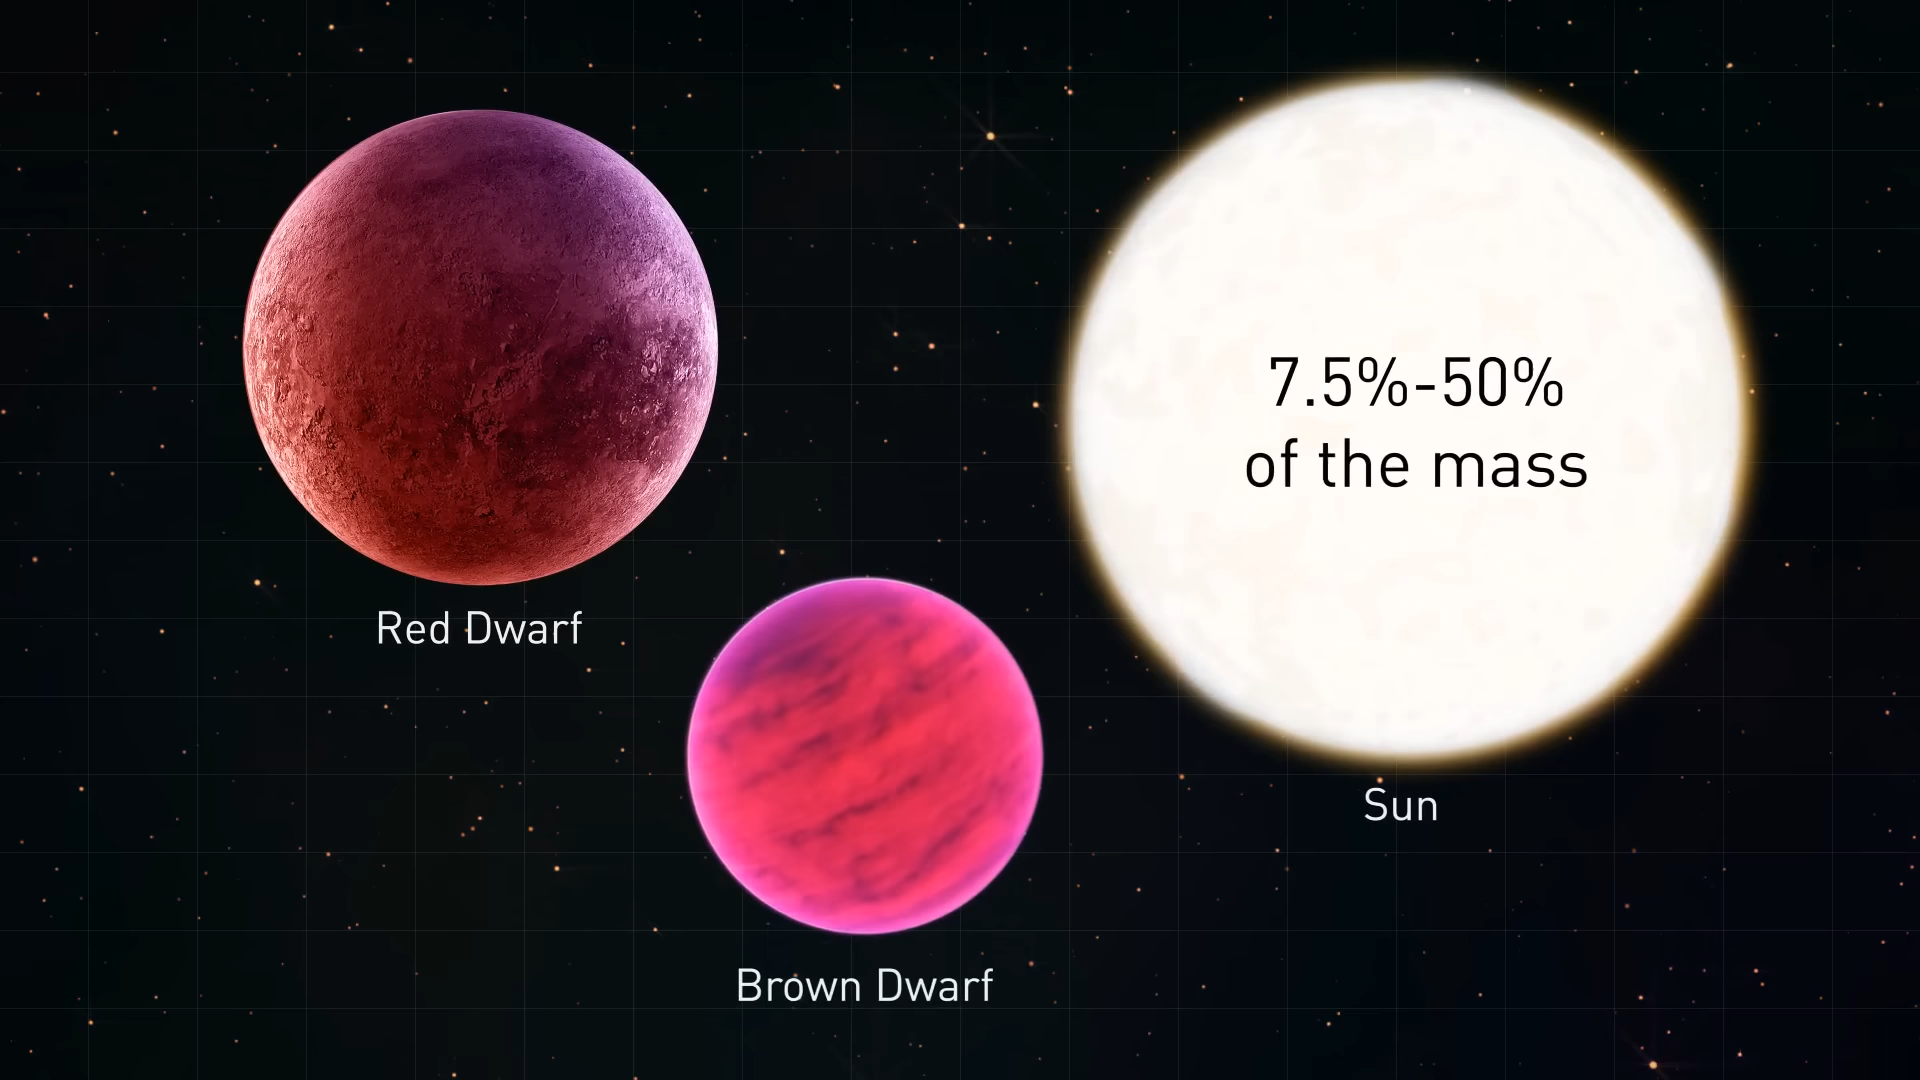 7.5%-50%
of the mass
Red Dwarf
Sun
Brown Dwarf